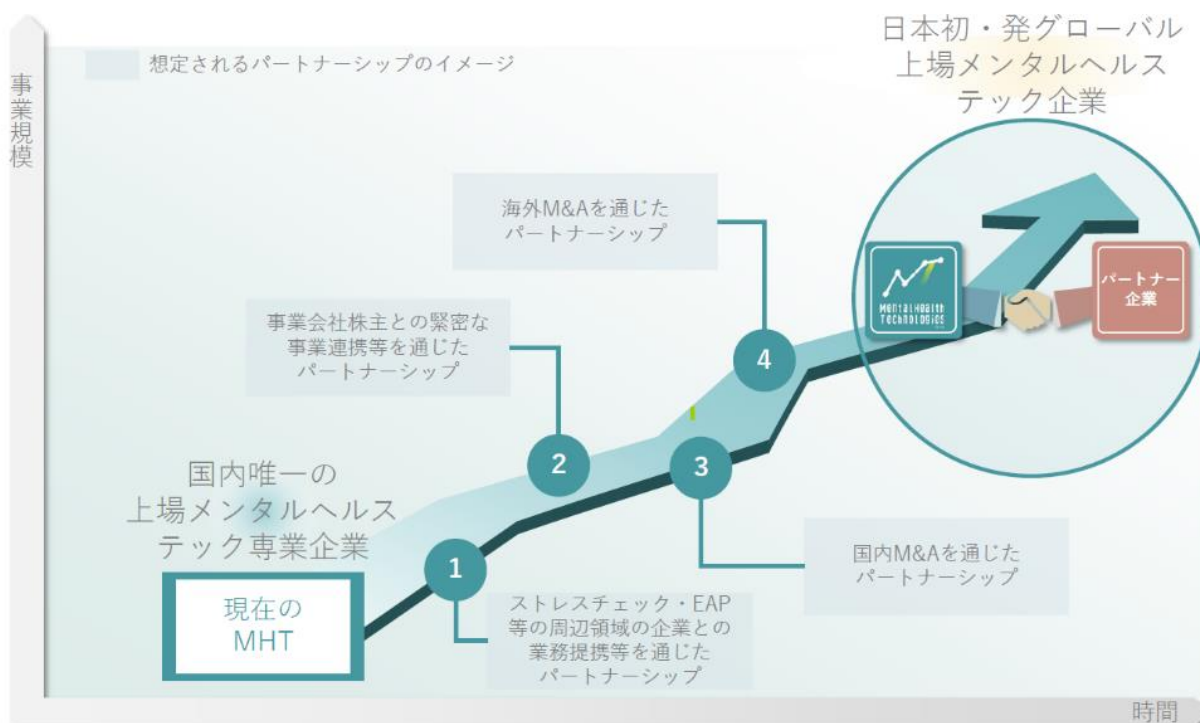 日本初・発グローバル
上場メンタルヘルス
テック企業
想定されるパートナーシップのイメージ
事業規模
海外M&Aを通じた
パートナーシップ
MentalHealth
Technologies
パートナー
企業
事業会社株主との緊密な
事業連携等を通じた
パートナーシップ
4
2
3
国内唯一の
上場メンタルヘルス
テック専業企業
国内M&Aを通じた
パートナーシップ
1
現在の
MHT
ストレスチェック・EAP
等の周辺領域の企業との
業務提携等を通じた
パートナーシップ
時間